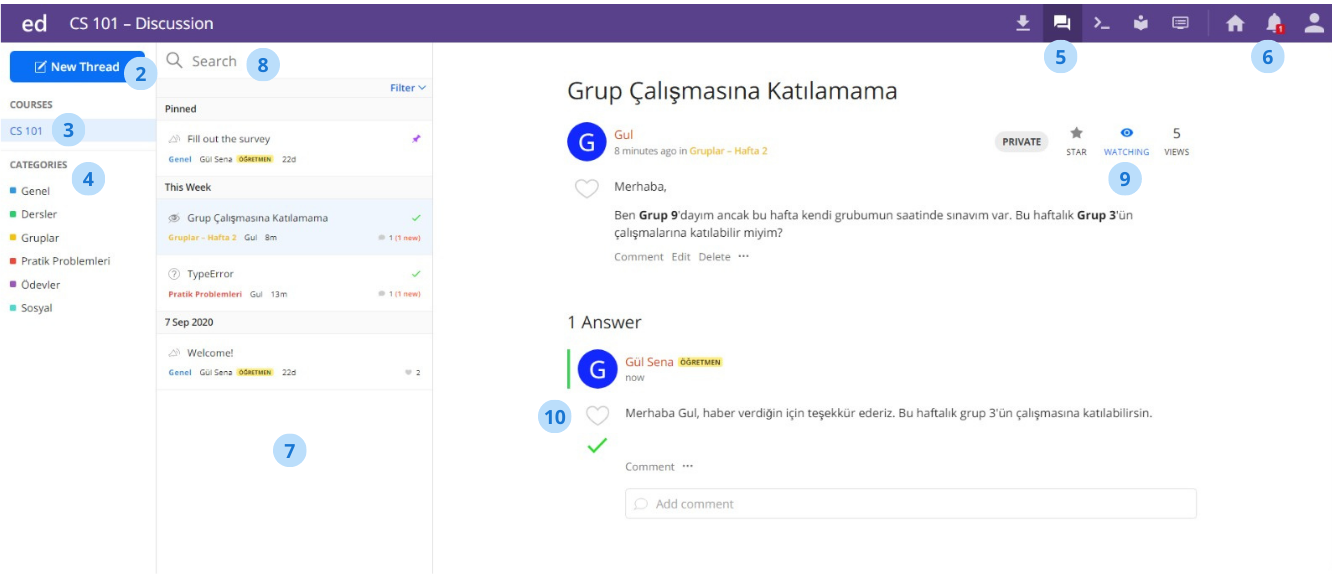 ed CS 101 – Discussion
5
6
New Thread
2
COURSES
CS 101
3
CATEGORIES
4
Genel
Dersler
Gruplar
Pratik Problemleri
Ödevler
Sosyal
Search
8
Filter
Pinned
Fill out the survey
Genel Gül Sena ÖĞRETMEN 22d
This Week
Grup Çalışmasına Katılamama
Gruplar – Hafta 2 Gul 8m 1 (1 new)
TypeError
Pratik Problemleri Gul 13m 1 (1 new)
7 Sep 2020
Welcome!
Genel Gül Sena ÖĞRETMEN 22d 2
7
Grup Çalışmasına Katılamama
G
Gul
8 minutes ago in Gruplar – Hafta 2
PRIVATE
STAR
WATCHING
5
VIEWS
9
Merhaba,
Ben Grup 9'dayım ancak bu hafta kendi grubumun saatinde sınavım var. Bu haftalık Grup 3'ün
çalışmalarına katılabilir miyim?
Comment Edit Delete ···
1 Answer
G
Gül Sena ÖĞRETMEN
now
10
Merhaba Gul, haber verdiğin için teşekkür ederiz. Bu haftalık grup 3'ün çalışmasına katılabilirsin.
Comment ···
Add comment